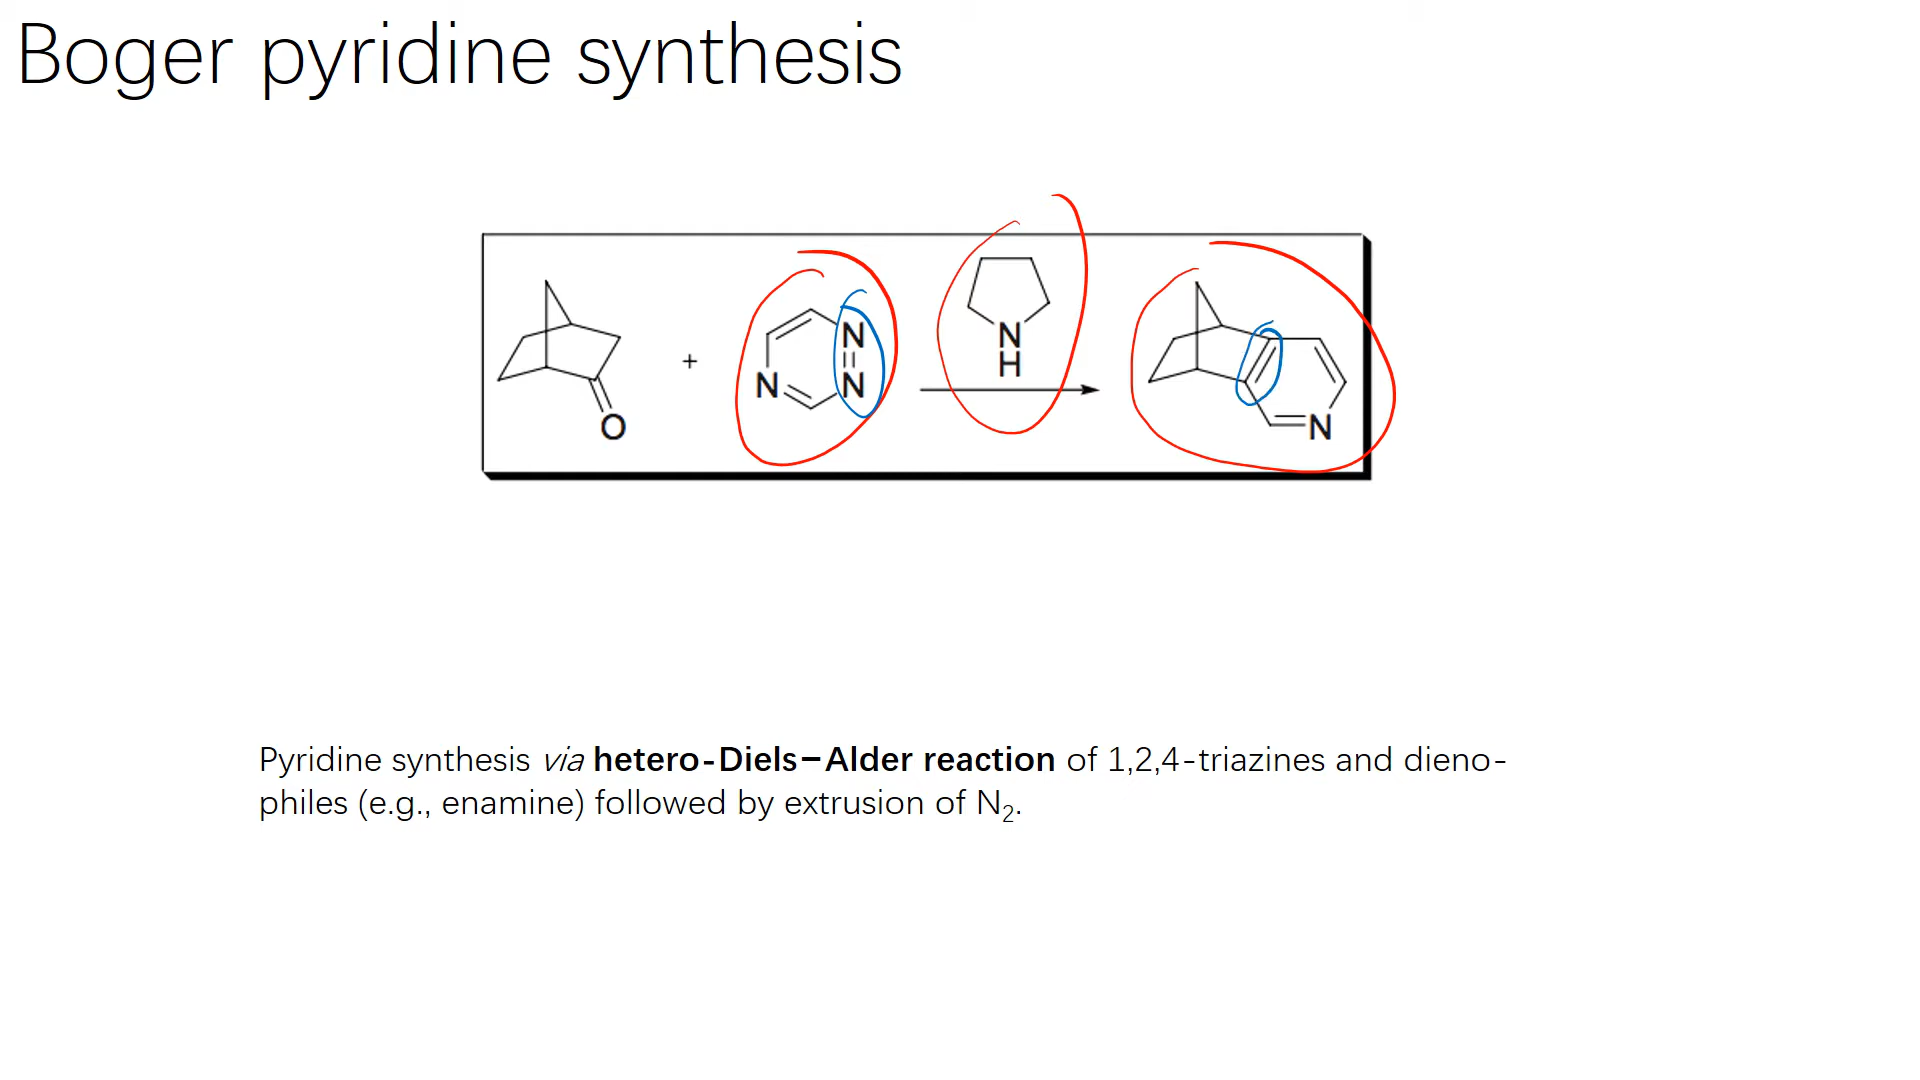 Boger pyridine synthesis
N
H
+
N
N
N
O
N
Pyridine synthesis via hetero-Diels–Alder reaction of 1,2,4-triazines and dieno-
philes (e.g., enamine) followed by extrusion of N₂.